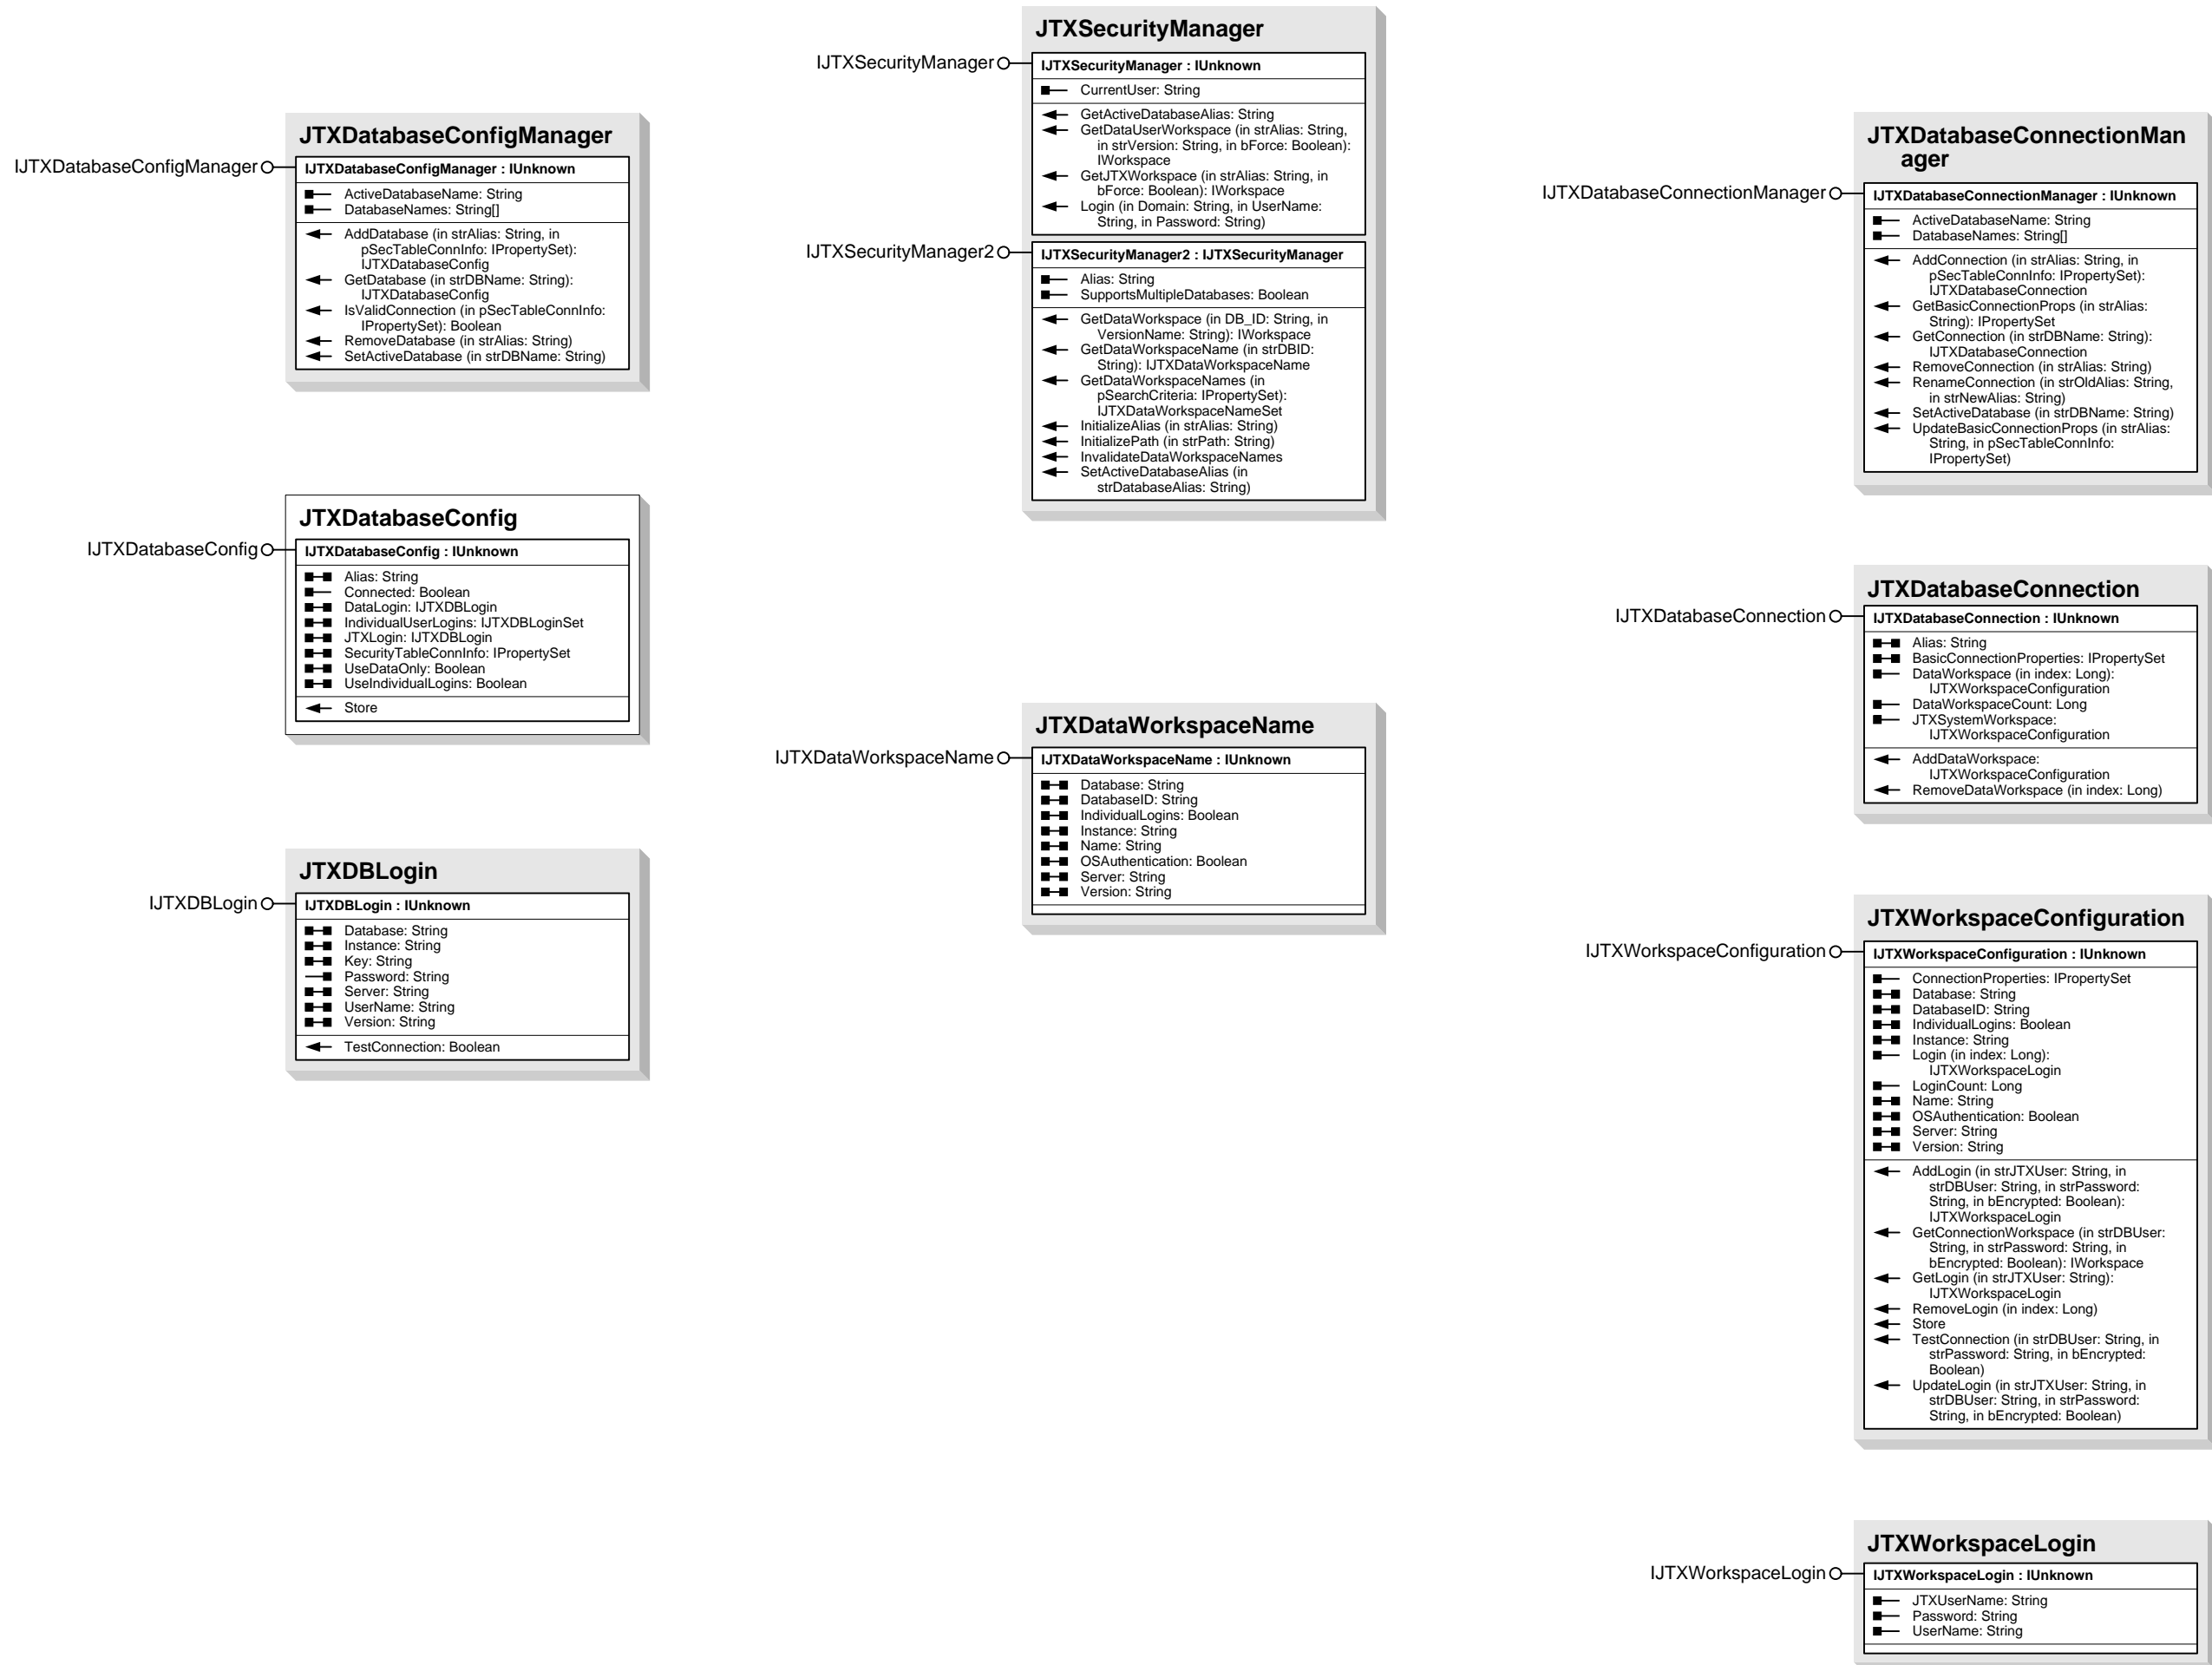 IJTXDatabaseConfigManager
JTXDatabaseConfigManager
IJTXDatabaseConfigManager : IUnknown
ActiveDatabaseName: String
DatabaseNames: String[]
AddDatabase (in strAlias: String, in
pSecTableConnInfo: IPropertySet):
IJTXDatabaseConfig
GetDatabase (in strDBName: String):
IJTXDatabaseConfig
IsValidConnection (in pSecTableConnInfo:
IPropertySet): Boolean
RemoveDatabase (in strAlias: String)
SetActiveDatabase (in strDBName: String)
IJTXDatabaseConfig
JTXDatabaseConfig
IJTXDatabaseConfig : IUnknown
Alias: String
Connected: Boolean
DataLogin: IJTXDBLogin
IndividualUserLogins: IJTXDBLoginSet
JTXLogin: IJTXDBLogin
SecurityTableConnInfo: IPropertySet
UseDataOnly: Boolean
UseIndividualLogins: Boolean
Store
IJTXDBLogin
JTXDBLogin
IJTXDBLogin : IUnknown
Database: String
Instance: String
Key: String
Password: String
Server: String
UserName: String
Version: String
TestConnection: Boolean
JTXSecurityManager
IJTXSecurityManager
IJTXSecurityManager : IUnknown
CurrentUser: String
GetActiveDatabaseAlias: String
GetDataUserWorkspace (in strAlias: String,
in strVersion: String, in bForce: Boolean):
IWorkspace
GetJTXWorkspace (in strAlias: String, in
bForce: Boolean): IWorkspace
Login (in Domain: String, in UserName:
String, in Password: String)
IJTXSecurityManager2
IJTXSecurityManager2 : IJTXSecurityManager
Alias: String
SupportsMultipleDatabases: Boolean
GetDataWorkspace (in DB_ID: String, in
VersionName: String): IWorkspace
GetDataWorkspaceName (in strDBID:
String): IJTXDataWorkspaceName
GetDataWorkspaceNames (in
pSearchCriteria: IPropertySet):
IJTXDataWorkspaceNameSet
InitializeAlias (in strAlias: String)
InitializePath (in strPath: String)
InvalidateDataWorkspaceNames
SetActiveDatabaseAlias (in
strDatabaseAlias: String)
JTXDataWorkspaceName
IJTXDataWorkspaceName
IJTXDataWorkspaceName : IUnknown
Database: String
DatabaseID: String
IndividualLogins: Boolean
Instance: String
Name: String
OSAuthentication: Boolean
Server: String
Version: String
JTXDatabaseConnectionMan
ager
IJTXDatabaseConnectionManager
IJTXDatabaseConnectionManager : IUnknown
ActiveDatabaseName: String
DatabaseNames: String[]
AddConnection (in strAlias: String, in
pSecTableConnInfo: IPropertySet):
IJTXDatabaseConnection
GetBasicConnectionProps (in strAlias:
String): IPropertySet
GetConnection (in strDBName: String):
IJTXDatabaseConnection
RemoveConnection (in strAlias: String)
RenameConnection (in strOldAlias: String,
in strNewAlias: String)
SetActiveDatabase (in strDBName: String)
UpdateBasicConnectionProps (in strAlias:
String, in pSecTableConnInfo:
IPropertySet)
JTXDatabaseConnection
IJTXDatabaseConnection
IJTXDatabaseConnection : IUnknown
Alias: String
BasicConnectionProperties: IPropertySet
DataWorkspace (in index: Long):
IJTXWorkspaceConfiguration
DataWorkspaceCount: Long
JTXSystemWorkspace:
IJTXWorkspaceConfiguration
AddDataWorkspace:
IJTXWorkspaceConfiguration
RemoveDataWorkspace (in index: Long)
JTXWorkspaceConfiguration
IJTXWorkspaceConfiguration
IJTXWorkspaceConfiguration : IUnknown
ConnectionProperties: IPropertySet
Database: String
DatabaseID: String
IndividualLogins: Boolean
Instance: String
Login (in index: Long):
IJTXWorkspaceLogin
LoginCount: Long
Name: String
OSAuthentication: Boolean
Server: String
Version: String
AddLogin (in strJTXUser: String, in
strDBUser: String, in strPassword:
String, in bEncrypted: Boolean):
IJTXWorkspaceLogin
GetConnectionWorkspace (in strDBUser:
String, in strPassword: String, in
bEncrypted: Boolean): IWorkspace
GetLogin (in strJTXUser: String):
IJTXWorkspaceLogin
RemoveLogin (in index: Long)
Store
TestConnection (in strDBUser: String, in
strPassword: String, in bEncrypted:
Boolean)
UpdateLogin (in strJTXUser: String, in
strDBUser: String, in strPassword:
String, in bEncrypted: Boolean)
JTXWorkspaceLogin
IJTXWorkspaceLogin
IJTXWorkspaceLogin : IUnknown
JTXUserName: String
Password: String
UserName: String